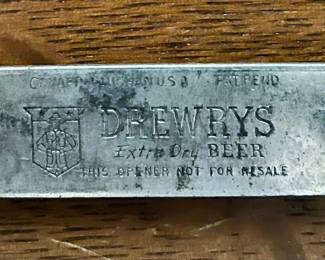 PAT PEND
DREWRYS
Extra Dry BEER
THIS OPENER NOT FOR RESALE